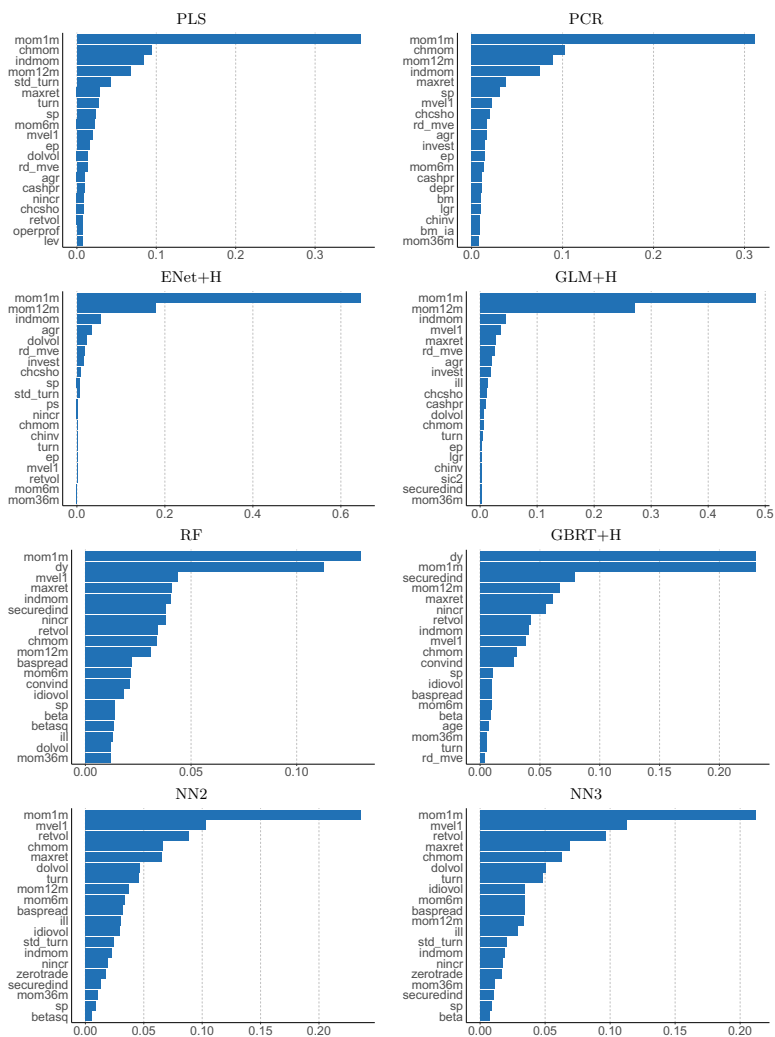 PLS
mom1m
chmom
indmom
mom12m
std_turn
maxret
turn
sp
mom6m
mvel1
ep
dolvol
rd_mve
agr
cashpr
nincr
chcsho
retvol
operprof
lev
0.0 0.1 0.2 0.3
PCR
mom1m
chmom
mom12m
indmom
maxret
sp
mvel1
chcsho
rd_mve
agr
invest
ep
mom6m
cashpr
depr
bm
lgr
chinv
bm_ia
mom36m
0.0 0.1 0.2 0.3
ENet+H
mom1m
mom12m
indmom
agr
dolvol
rd_mve
invest
chcsho
sp
std_turn
ps
nincr
chmom
chinv
turn
ep
mvel1
retvol
mom6m
mom36m
0.0 0.2 0.4 0.6
GLM+H
mom1m
mom12m
indmom
mvel1
maxret
rd_mve
agr
invest
ill
chcsho
cashpr
dolvol
chmom
turn
ep
lgr
chinv
sic2
securedind
mom36m
0.0 0.1 0.2 0.3 0.4 0.5
RF
mom1m
dy
mvel1
maxret
indmom
securedind
nincr
retvol
chmom
mom12m
baspread
mom6m
convind
idiovol
sp
beta
betasq
ill
dolvol
mom36m
0.00 0.10
GBRT+H
dy
mom1m
securedind
mom12m
maxret
nincr
retvol
indmom
mvel1
chmom
convind
sp
idiovol
baspread
mom6m
beta
age
mom36m
turn
rd_mve
0.00 0.05 0.10 0.15 0.20
NN2
mom1m
mvel1
retvol
chmom
maxret
dolvol
turn
mom12m
mom6m
baspread
ill
idiovol
std_turn
indmom
nincr
zerotrade
securedind
mom36m
sp
betasq
0.00 0.05 0.10 0.15 0.20
NN3
mom1m
mvel1
retvol
maxret
chmom
dolvol
turn
idiovol
mom6m
baspread
mom12m
ill
std_turn
indmom
nincr
zerotrade
mom36m
securedind
sp
beta
0.00 0.05 0.10 0.15 0.20